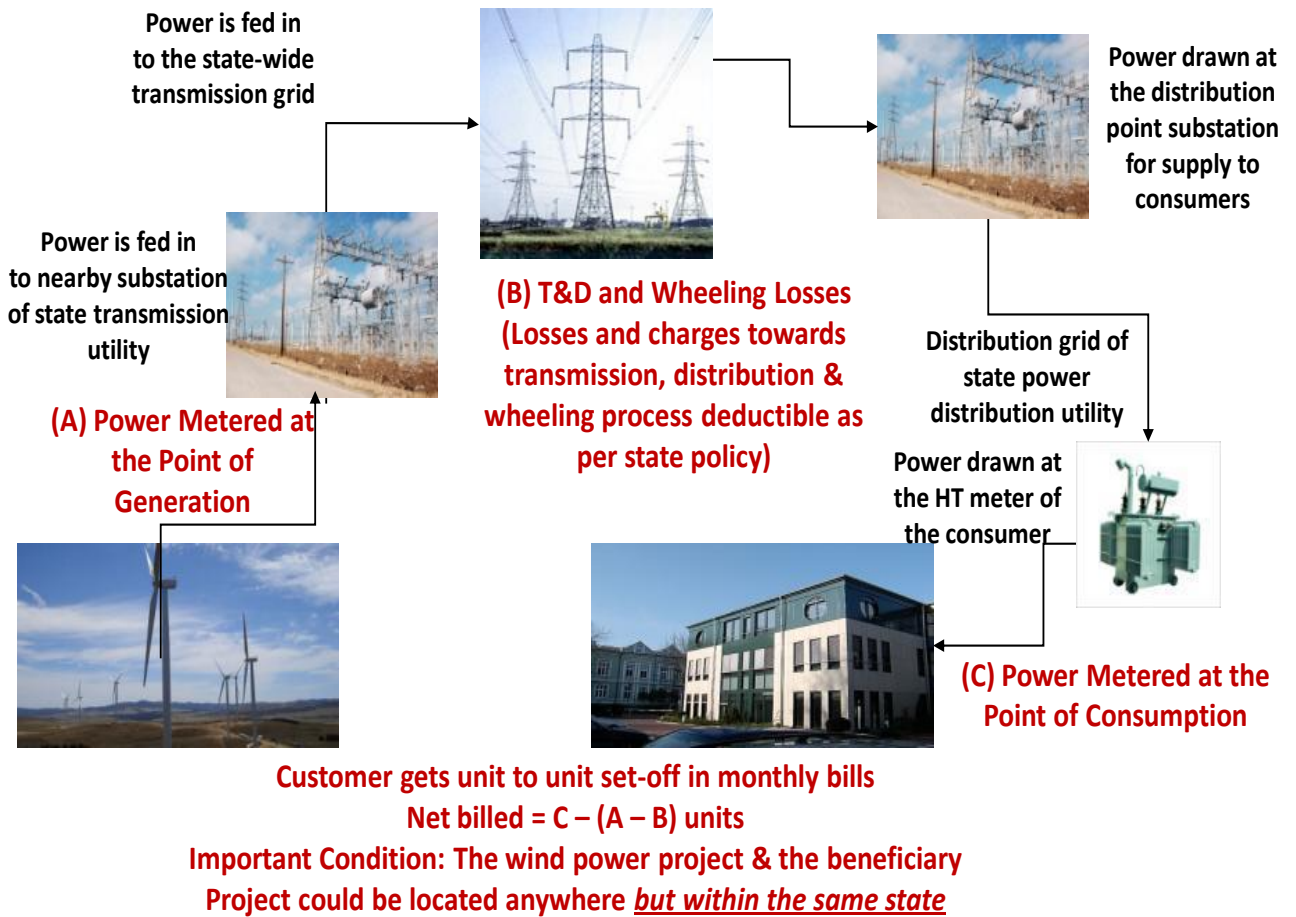 Power is fed in
to the state-wide
transmission grid
Power drawn at
the distribution
point substation
for supply to
consumers
Power is fed in
to nearby substation
of state transmission
utility
(A) Power Metered at
the Point of
Generation
(B) T&D and Wheeling Losses
(Losses and charges towards
transmission, distribution &
wheeling process deductible as
per state policy)
Distribution grid of
state power
distribution utility
Power drawn at
the HT meter of
the consumer
(C) Power Metered at the
Point of Consumption
Customer gets unit to unit set-off in monthly bills
Net billed = C – (A – B) units
Important Condition: The wind power project & the beneficiary
Project could be located anywhere but within the same state